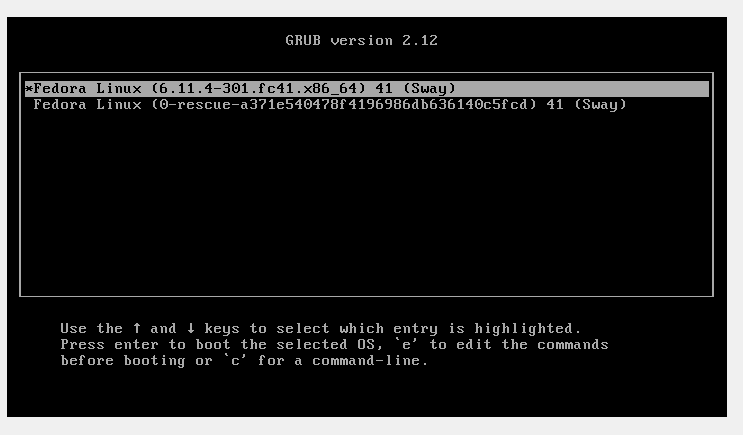 GRUB version 2.12
*Fedora Linux (6.11.4-301.fc41.x86_64) 41 (Sway)
Fedora Linux (0-rescue-a371e540478f4196986db636140c5fcd) 41 (Sway)
Use the ↑ and ↓ keys to select which entry is highlighted.
Press enter to boot the selected OS, `e' to edit the commands
before booting or `c' for a command-line.